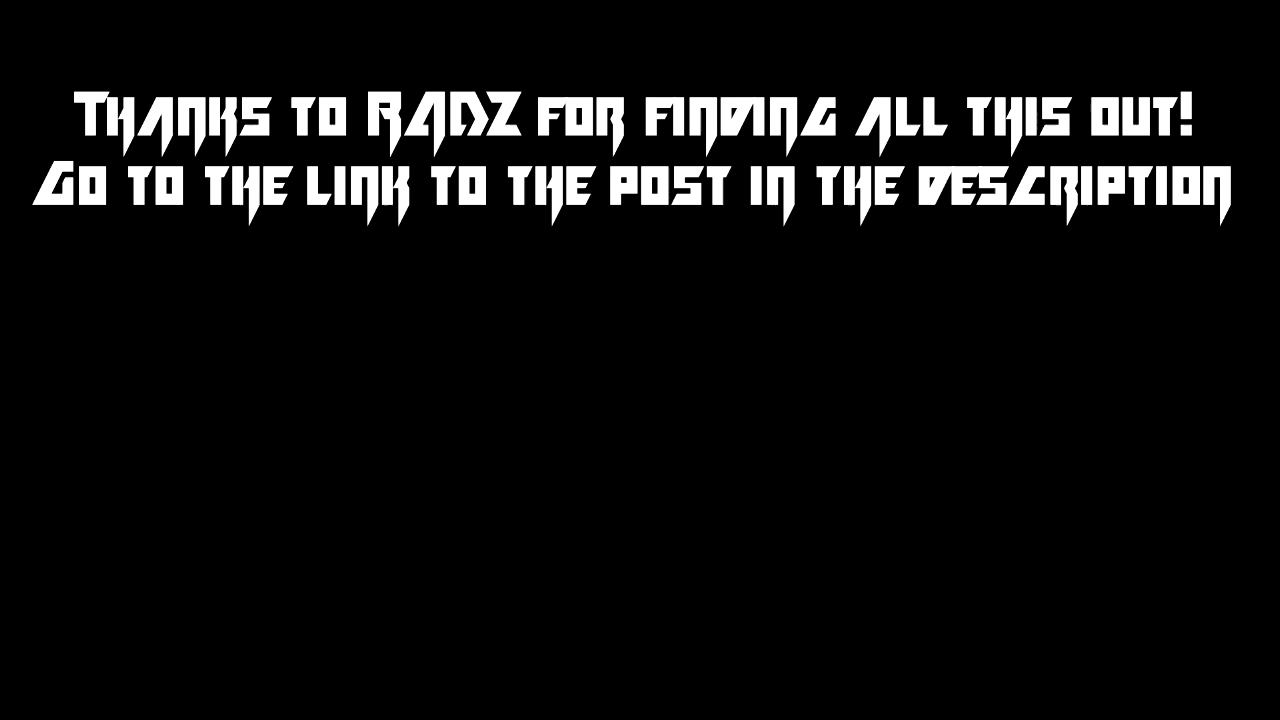 Thanks to RADZ for finding all this out!
Go to the link to the post in the description